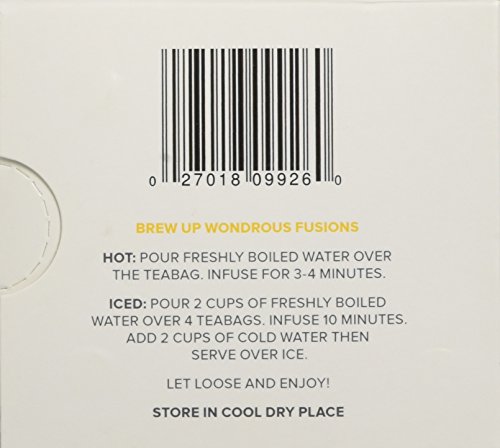 0 27018 09926 0
BREW UP WONDROUS FUSIONS
HOT: POUR FRESHLY BOILED WATER OVER
THE TEABAG. INFUSE FOR 3-4 MINUTES.
ICED: POUR 2 CUPS OF FRESHLY BOILED
WATER OVER 4 TEABAGS. INFUSE 10 MINUTES.
ADD 2 CUPS OF COLD WATER THEN
SERVE OVER ICE.
LET LOOSE AND ENJOY!
STORE IN COOL DRY PLACE